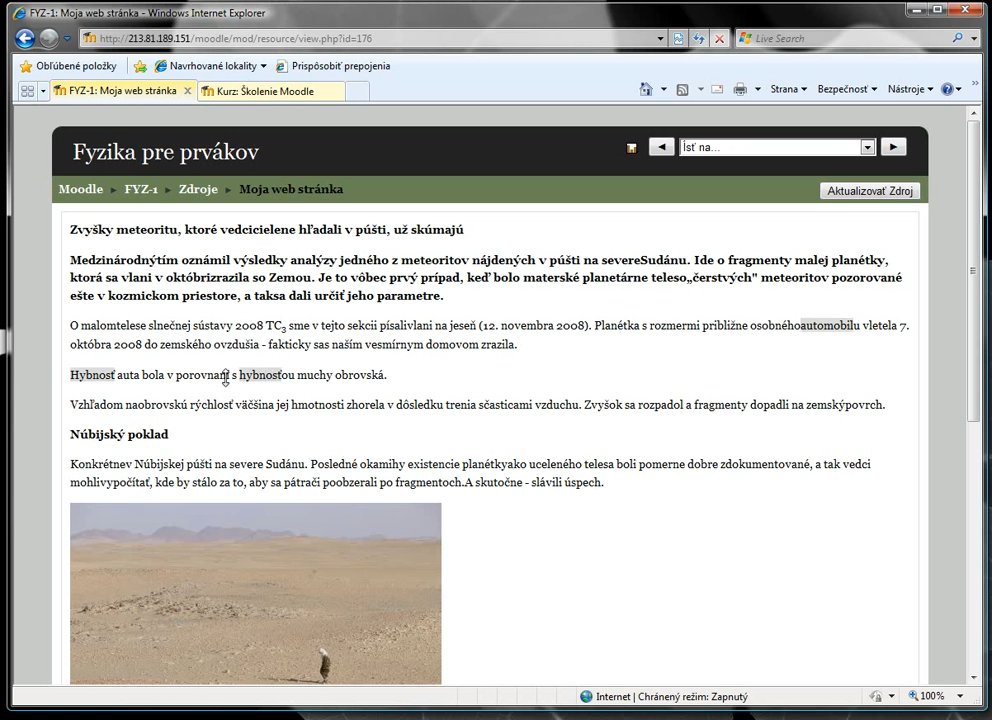 FYZ-1: Moja web stránka - Windows Internet Explorer
http://213.81.189.151/moodle/mod/resource/view.php?id=176
Live Search
Obľúbené položky
Navrhované lokality
Prispôsobiť prepojenia
FYZ-1: Moja web stránka
Kurz: Školenie Moodle
Strana
Bezpečnosť
Nástroje
Fyzika pre prvákov
Ísť na...
Moodle ► FYZ-1 ► Zdroje ► Moja web stránka
Aktualizovať Zdroj
Zvyšky meteoritu, ktoré vedcicielene hľadali v púšti, už skúmajú
Medzinárodnýtím oznámil výsledky analýzy jedného z meteoritov nájdených v púšti na severeSudánu. Ide o fragmenty malej planétky,
ktorá sa vlani v októbrizrazila so Zemou. Je to vôbec prvý prípad, keď bolo materské planetárne teleso„čerstvých" meteoritov pozorované
ešte v kozmickom priestore, a taksa dali určiť jeho parametre.
O malomtelese slnečnej sústavy 2008 TC3 sme v tejto sekcii písalivlani na jeseň (12. novembra 2008). Planétka s rozmermi približne osobnéhoautomobilu vletela 7.
októbra 2008 do zemského ovzdušia - fakticky sas naším vesmírnym domovom zrazila.
Hybnosť auta bola v porovnaní s hybnosťou muchy obrovská.
Vzhľadom naobrovskú rýchlosť väčšina jej hmotnosti zhorela v dôsledku trenia sčasticami vzduchu. Zvyšok sa rozpadol a fragmenty dopadli na zemskýpovrch.
Núbijský poklad
Konkrétnev Núbijskej púšti na severe Sudánu. Posledné okamihy existencie planétkyako uceleného telesa boli pomerne dobre zdokumentované, a tak vedci
mohlivypočítať, kde by stálo za to, aby sa pátrači poobzerali po fragmentoch.A skutočne - slávili úspech.
Internet | Chránený režim: Zapnutý
100%